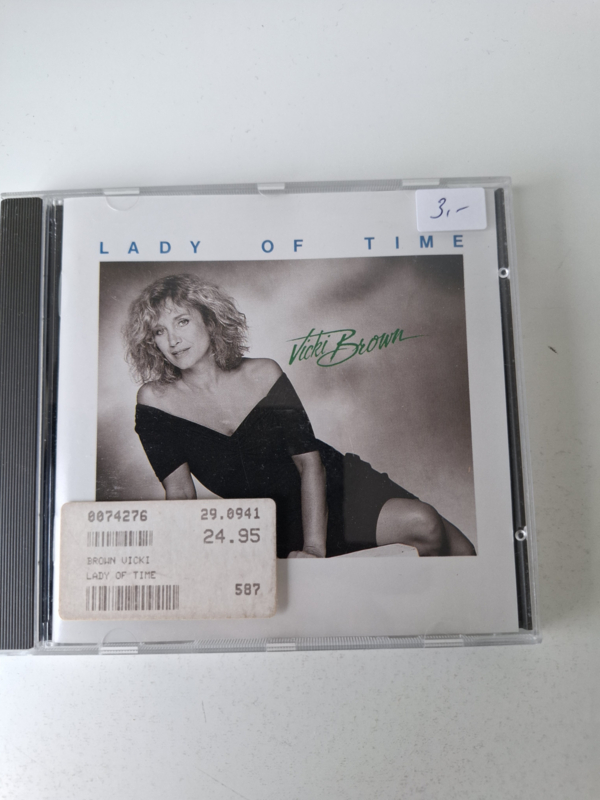 3,-
LADY OF TIME
Vicki Brown
0074276 29.0941
24.95
BROWN VICKI
LADY OF TIME
587